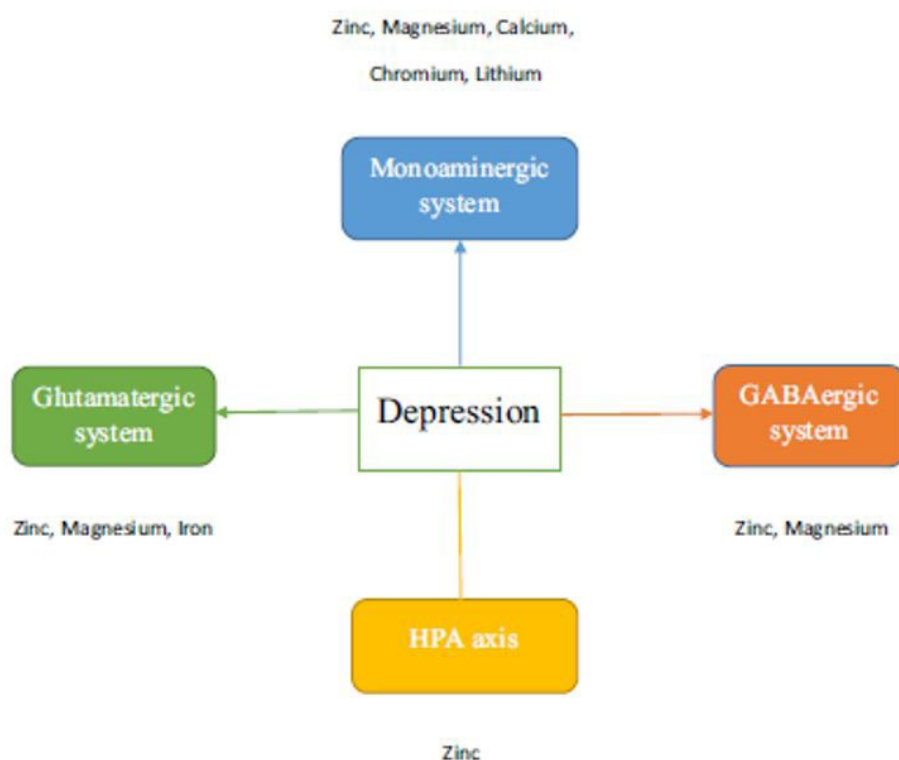 Zinc, Magnesium, Calcium,
Chromium, Lithium
Monoaminergic
system
Glutamatergic
system
Depression
GABAergic
system
Zinc, Magnesium, Iron
Zinc, Magnesium
HPA axis
Zinc